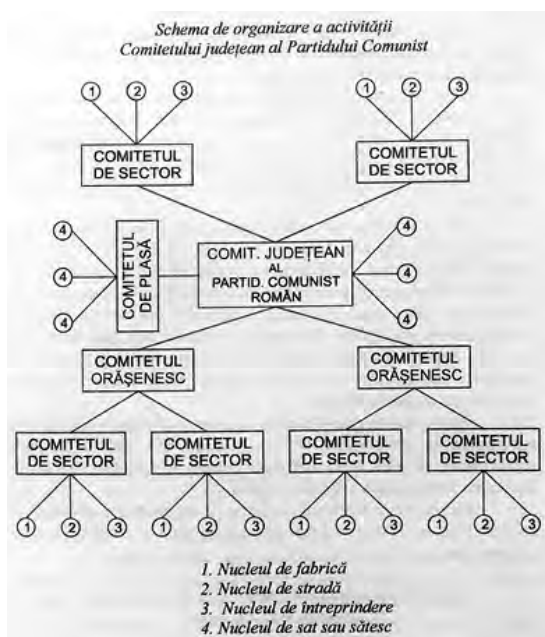 Schema de organizare a activității
Comitetului județean al Partidului Comunist
1 2 3
1 2 3
COMITETUL
DE SECTOR
COMITETUL
DE SECTOR
4
4
4
COMITETUL
DE PLASĂ
COMIT. JUDEȚEAN
AL
PARTID. COMUNIST
ROMÂN
4
4
4
COMITETUL
ORĂȘENESC
COMITETUL
ORĂȘENESC
COMITETUL
DE SECTOR
COMITETUL
DE SECTOR
COMITETUL
DE SECTOR
COMITETUL
DE SECTOR
1 2 3
1 2 3
1 2 3
1 2 3
1. Nucleul de fabrică
2. Nucleul de stradă
3. Nucleul de întreprindere
4. Nucleul de sat sau sătesc